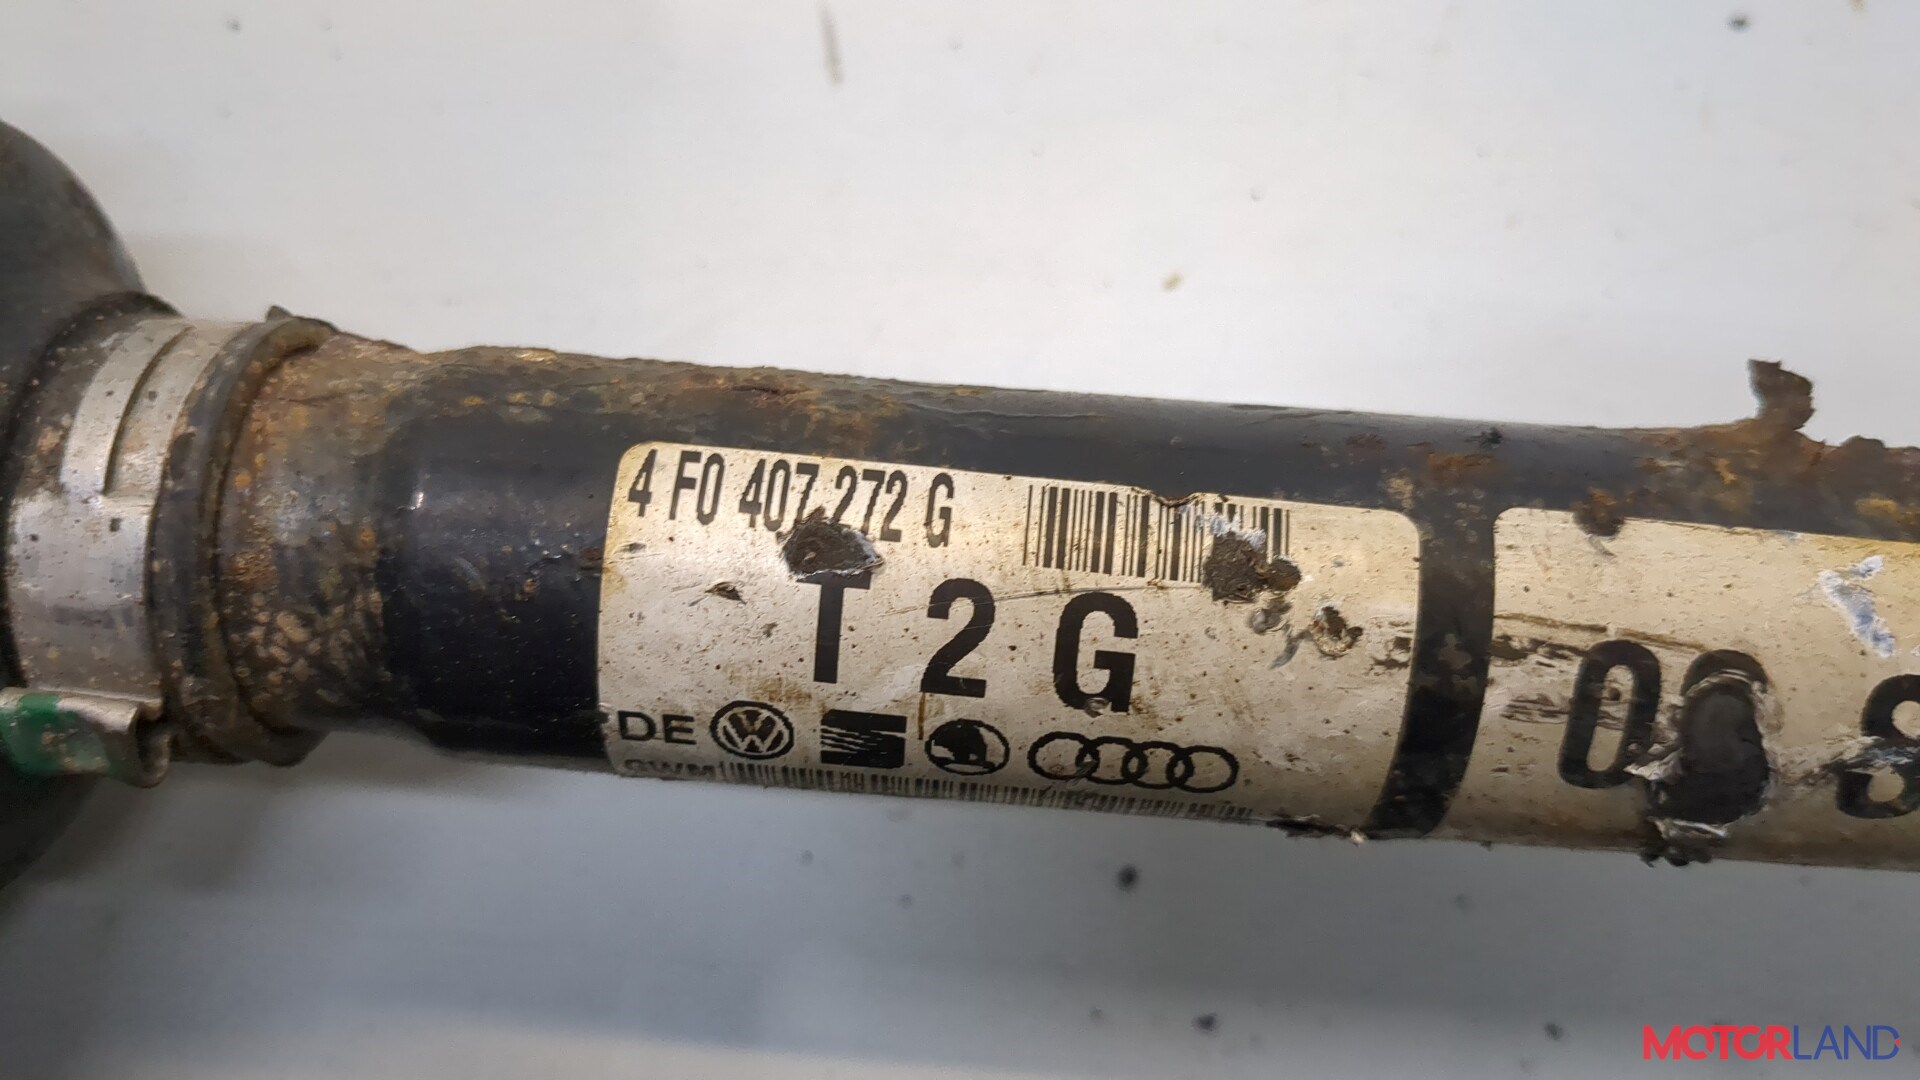 4 F0 407 272 G
T 2 G
DE
MOTORLAND